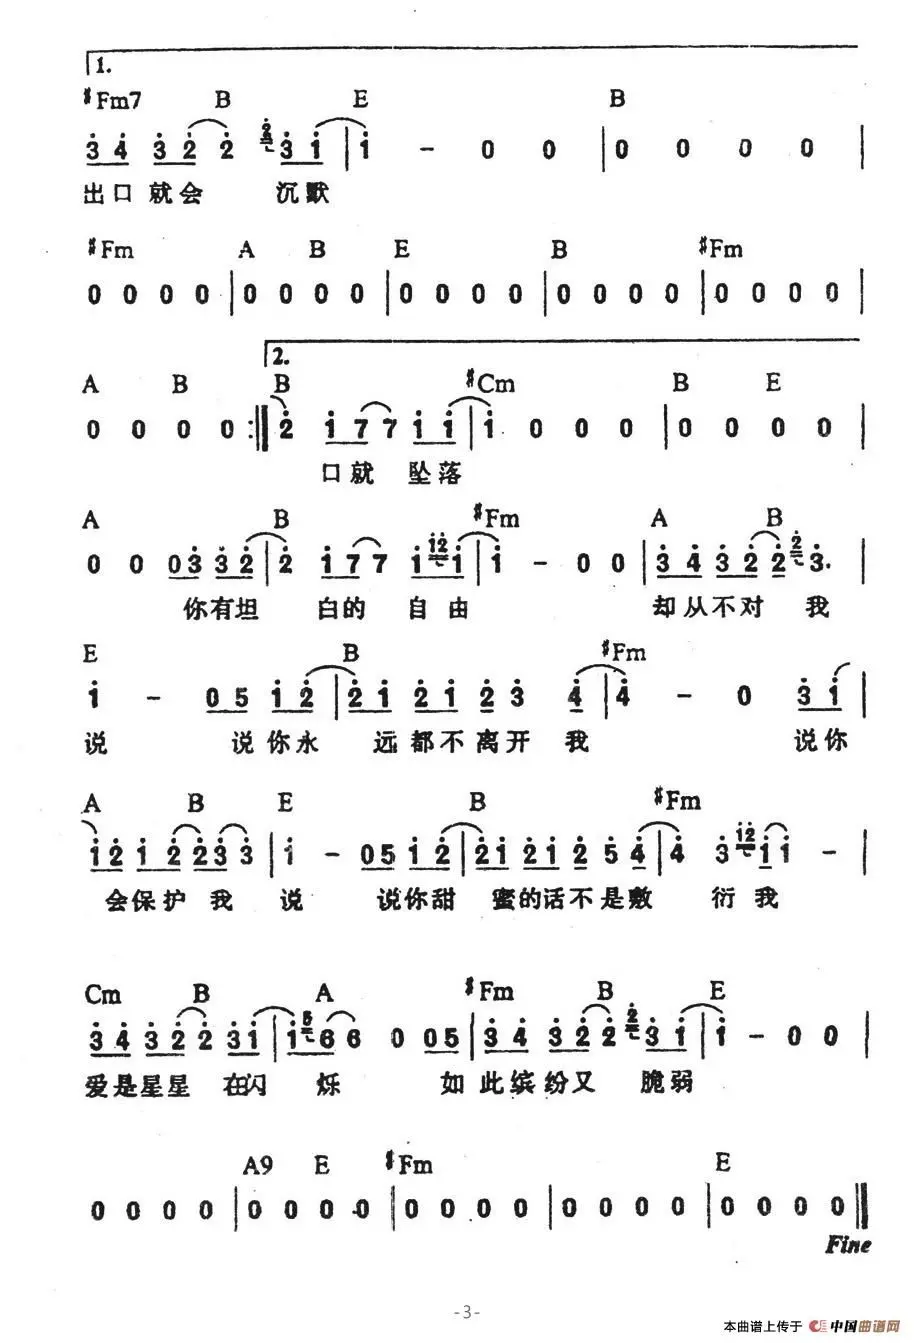 1.
#Fm7 B E B
3 4 3 2 2 2 3 1 | 1 - 0 0 | 0 0 0 0 |
出口就会 沉默
#Fm A B E B #Fm
0 0 0 0 | 0 0 0 0 | 0 0 0 0 | 0 0 0 0 | 0 0 0 0 |
2.
A B B #Cm B E
0 0 0 0 :| 2 1 7 7 1 1 | 1 0 0 0 | 0 0 0 0 |
口就 坠落
A B #Fm A B
0 0 0 3 3 2 | 2 1 7 7 1 12 1 | 1 - 0 0 | 3 4 3 2 2 2 3. |
你有坦 白的 自由 却从不对 我
E B #Fm
1 - 0 5 1 2 | 2 1 2 1 2 3 4 | 4 - 0 3 1 |
说 说你永 远都不离开 我 说你
A B E B #Fm
1 2 1 2 2 3 3 | 1 - 0 5 1 2 | 2 1 2 1 2 5 4 | 4 3 12 1 1 - |
会保护 我 说 说你甜 蜜的话不是敷 衍我
Cm B A #Fm B E
3 4 3 2 2 3 1 | 1 6 6 6 0 0 5 | 3 4 3 2 2 2 3 1 | 1 - 0 0 |
爱是星星 在闪 烁 如此缤纷又 脆弱
A9 E #Fm E
0 0 0 0 | 0 0 0 0 | 0 0 0 0 | 0 0 0 0 | 0 0 0 0 ||
Fine
-3-
本曲谱上传于 中国曲谱网